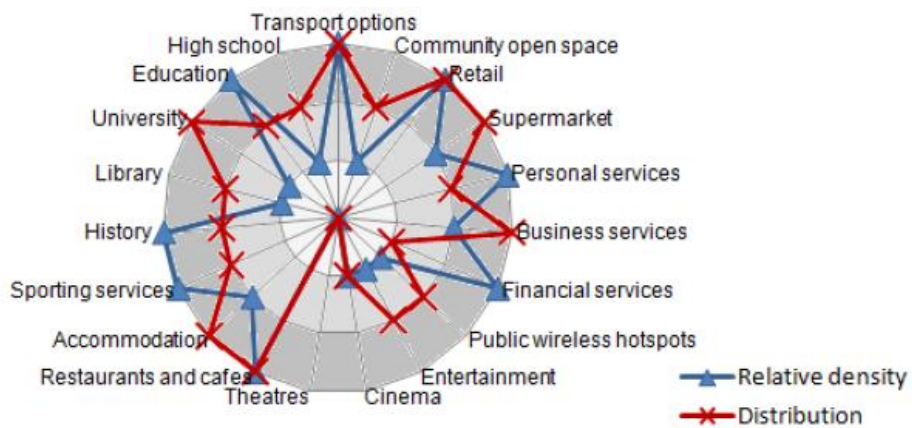 Transport options
High school
Community open space
Education
Retail
University
Supermarket
Library
Personal services
History
Business services
Sporting services
Financial services
Accommodation
Public wireless hotspots
Restaurants and cafes
Entertainment
Theatres
Cinema
Relative density
Distribution